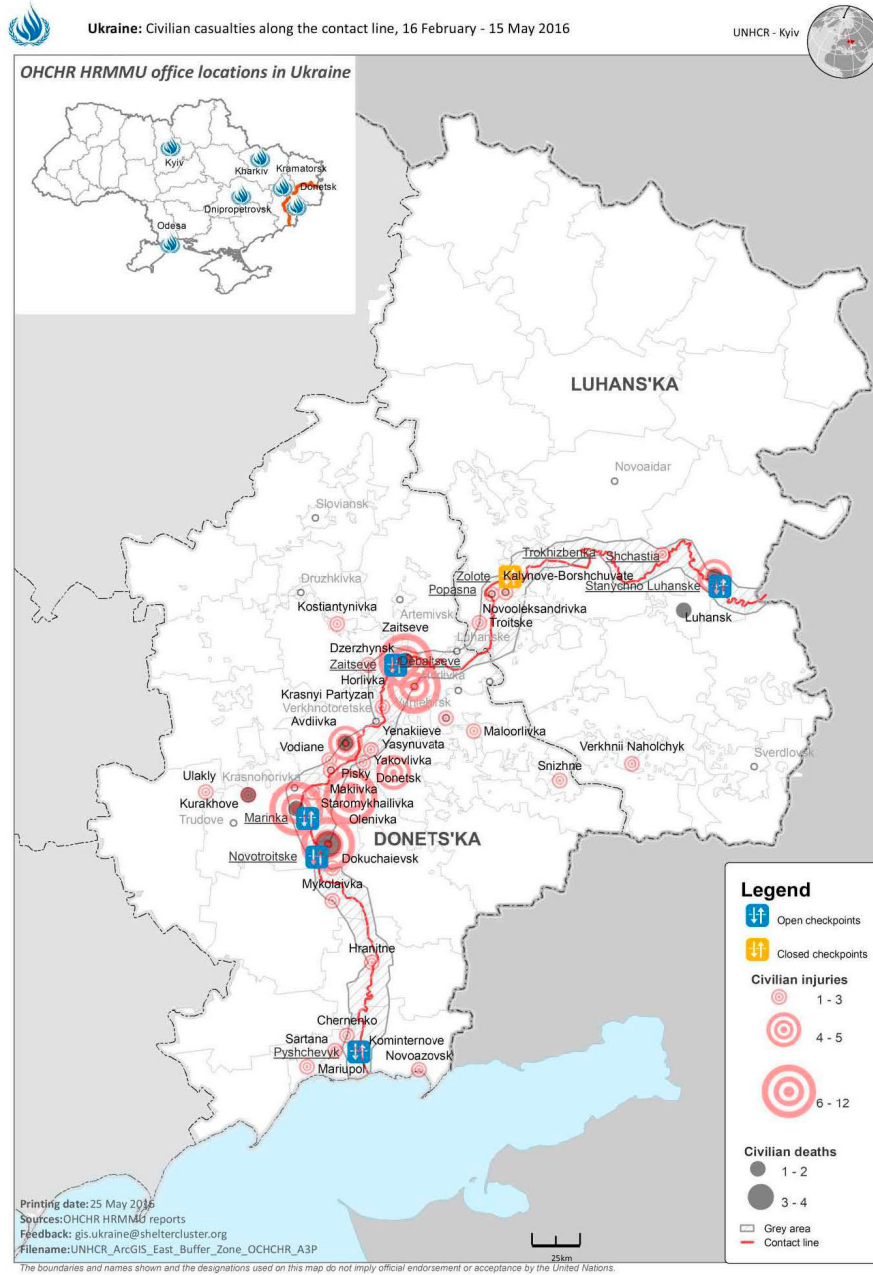 Ukraine: Civilian casualties along the contact line, 16 February - 15 May 2016
UNHCR - Kyiv
OHCHR HRMMU office locations in Ukraine
Kyiv
Kharkiv
Kramatorsk
Donetsk
Dnipropetrovsk
Odesa
LUHANS'KA
Novoaidar
Sloviansk
Trokhizbenka
Shchastia
Zolote
Kalynove-Borshchuvate
Stanychno Luhanske
Popasna
Druzhkivka
Kostiantynivka
Artemivsk
Novooleksandrivka
Troitske
Luhansk
Zaitseve
Luhanske
Dzerzhynsk
Zaitseve
Debaltseve
Horlivka
Krasnyi Partyzan
Verkhnotoretske
Avdiivka
Yenakiieve
Maloorlivka
Vodiane
Yasynuvata
Yakovlivka
Verkhnii Naholchyk
Sverdlovsk
Ulakly
Krasnohorivka
Pisky
Donetsk
Snizhne
Makiivka
Kurakhove
Staromykhailivka
Trudove
Marinka
Olenivka
DONETS'KA
Novotroitske
Dokuchaievsk
Mykolaivka
Hranitne
Chernenko
Sartana
Kominternove
Pyshchevyk
Novoazovsk
Mariupol
Legend
Open checkpoints
Closed checkpoints
Civilian injuries
1 - 3
4 - 5
6 - 12
Civilian deaths
1 - 2
3 - 4
Grey area
Contact line
25km
Printing date:25 May 2016
Sources:OHCHR HRMMU reports
Feedback: gis.ukraine@sheltercluster.org
Filename:UNHCR_ArcGIS_East_Buffer_Zone_OCHCHR_A3P
The boundaries and names shown and the designations used on this map do not imply official endorsement or acceptance by the United Nations.